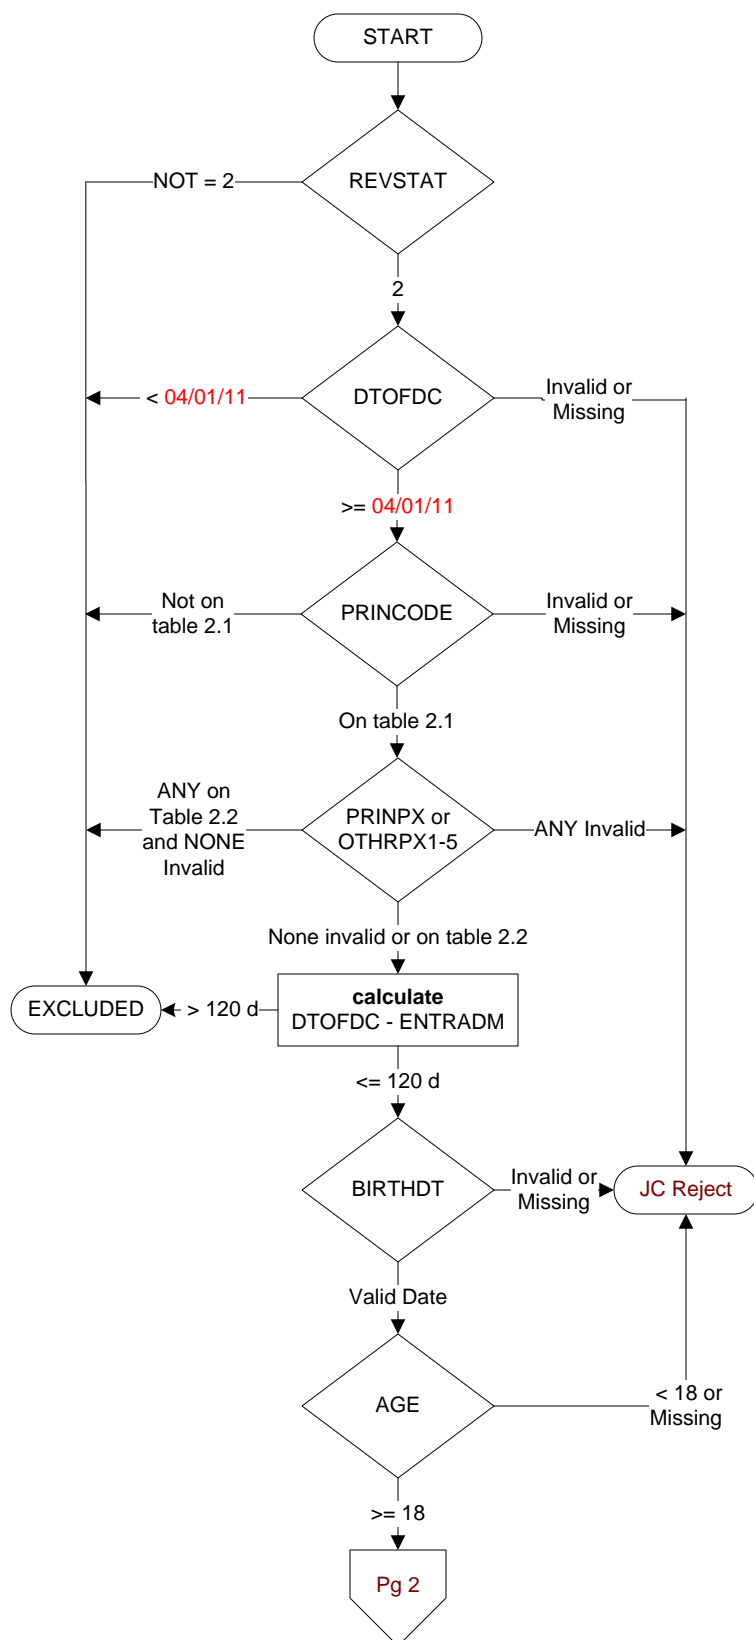 START
REVSTAT
NOT = 2
2
DTOFDC
< 04/01/11
Invalid or
Missing
>= 04/01/11
PRINCODE
Not on
table 2.1
Invalid or
Missing
On table 2.1
PRINPX or
OTHRPX1-5
ANY on
Table 2.2
and NONE
Invalid
ANY Invalid
None invalid or on table 2.2
calculate
DTOFDC - ENTRADM
> 120 d
EXCLUDED
<= 120 d
BIRTHDT
Invalid or
Missing
JC Reject
Valid Date
AGE
< 18 or
Missing
>= 18
Pg 2